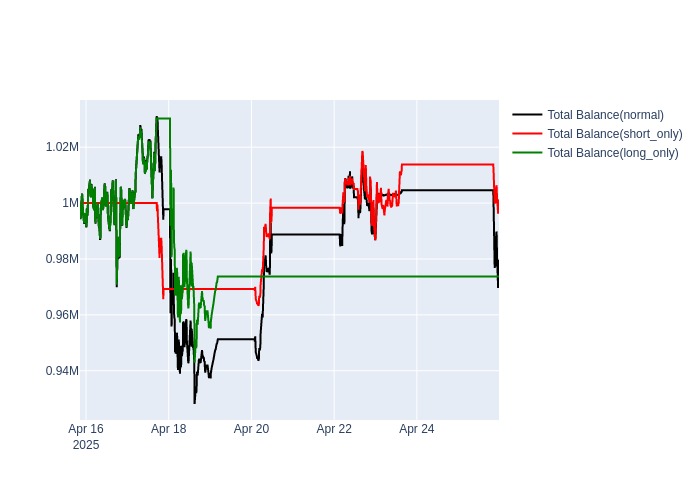 Total Balance(normal)
Total Balance(short_only)
Total Balance(long_only)
1.02M
1M
0.98M
0.96M
0.94M
Apr 16
2025
Apr 18
Apr 20
Apr 22
Apr 24